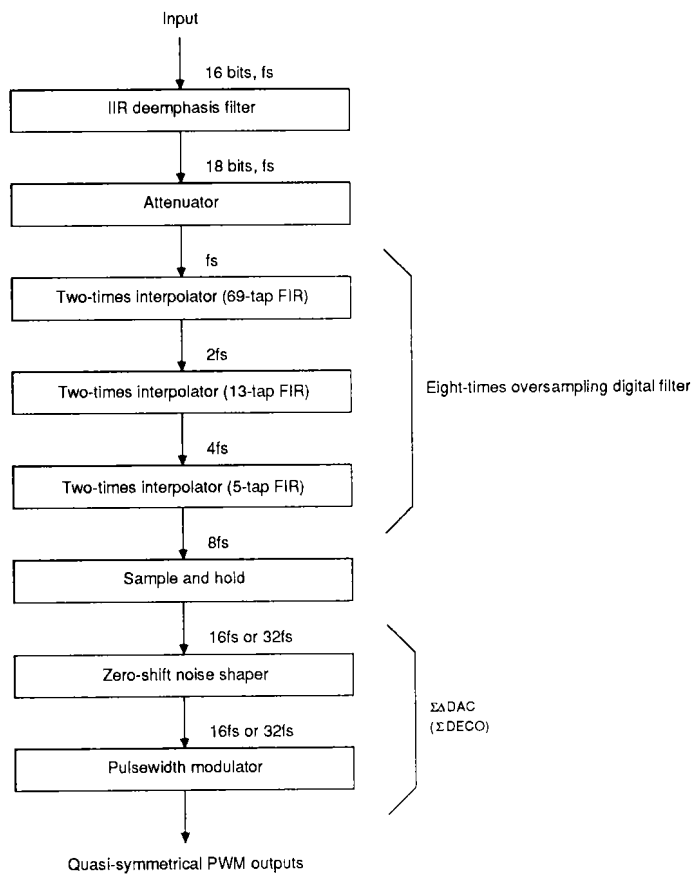 Input
16 bits, fs
IIR deemphasis filter
18 bits, fs
Attenuator
fs
Two-times interpolator (69-tap FIR)
2fs
Two-times interpolator (13-tap FIR)
Eight-times oversampling digital filter
4fs
Two-times interpolator (5-tap FIR)
8fs
Sample and hold
16fs or 32fs
Zero-shift noise shaper
ΣΔDAC
(ΣDECO)
16fs or 32fs
Pulsewidth modulator
Quasi-symmetrical PWM outputs